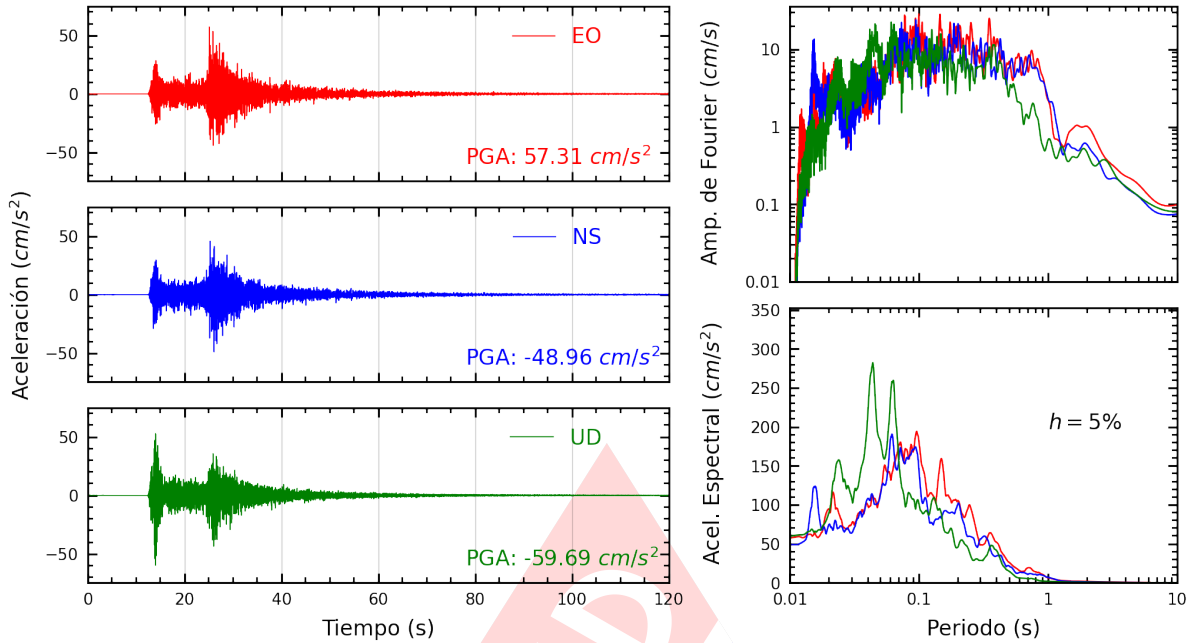 Aceleración (cm/s²)
50
0
−50
EO
PGA: 57.31 cm/s²
50
0
−50
NS
PGA: -48.96 cm/s²
50
0
−50
UD
PGA: -59.69 cm/s²
0 20 40 60 80 100 120
Tiempo (s)
Amp. de Fourier (cm/s)
10
1
0.1
0.01
Acel. Espectral (cm/s²)
350
300
250
200
150
100
50
0
h = 5%
0.01 0.1 1 10
Periodo (s)